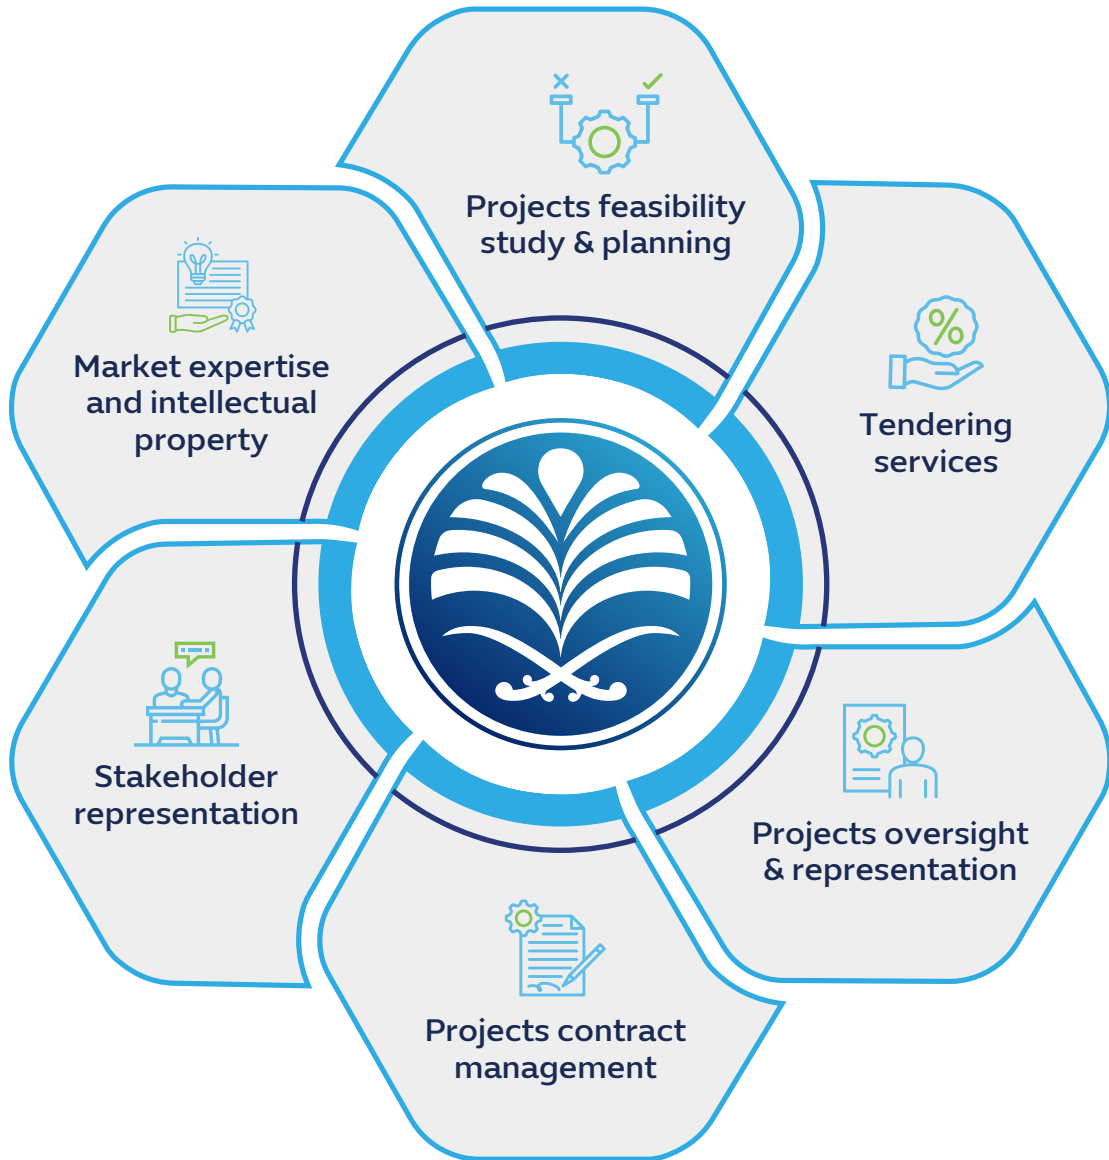 Projects feasibility
study & planning
Tendering
services
Projects oversight
& representation
Projects contract
management
Stakeholder
representation
Market expertise
and intellectual
property
%